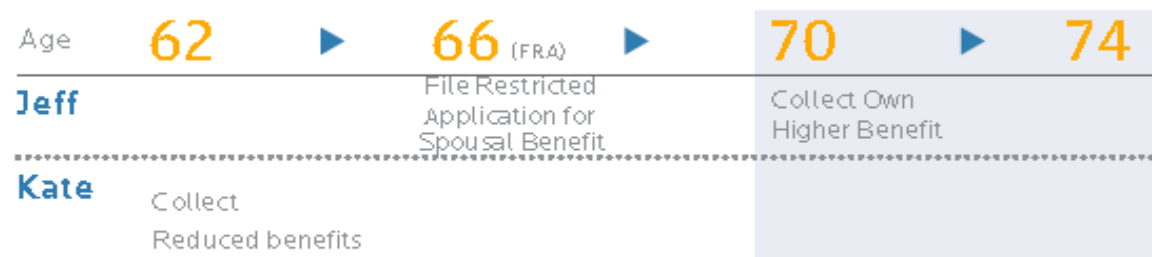 Age 62 66 (FRA) 70 74
Jeff
File Restricted
Application for
Spousal Benefit
Collect Own
Higher Benefit
Kate
Collect
Reduced benefits